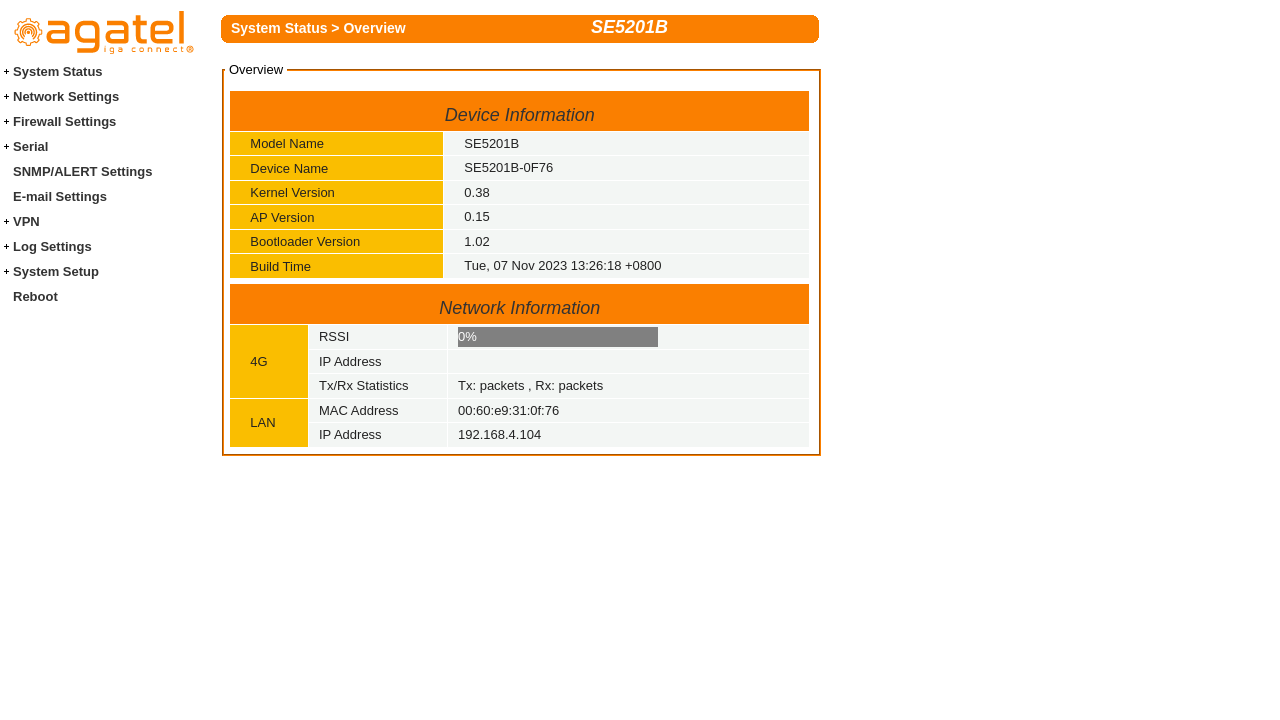 agatel®
iga connect®
System Status > Overview
SE5201B
System Status
Network Settings
Firewall Settings
Serial
SNMP/ALERT Settings
E-mail Settings
VPN
Log Settings
System Setup
Reboot
Overview
Device Information
Model Name SE5201B
Device Name SE5201B-0F76
Kernel Version 0.38
AP Version 0.15
Bootloader Version 1.02
Build Time Tue, 07 Nov 2023 13:26:18 +0800
Network Information
4G
RSSI 0%
IP Address
Tx/Rx Statistics Tx: packets , Rx: packets
LAN
MAC Address 00:60:e9:31:0f:76
IP Address 192.168.4.104